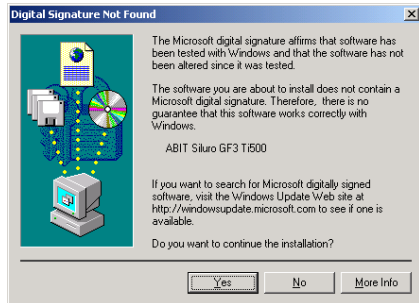 Digital Signature Not Found
The Microsoft digital signature affirms that software has
been tested with Windows and that the software has not
been altered since it was tested.
The software you are about to install does not contain a
Microsoft digital signature. Therefore, there is no
guarantee that this software works correctly with
Windows.
ABIT Siluro GF3 Ti500
If you want to search for Microsoft digitally signed
software, visit the Windows Update Web site at
http://windowsupdate.microsoft.com to see if one is
available.
Do you want to continue the installation?
Yes No More Info